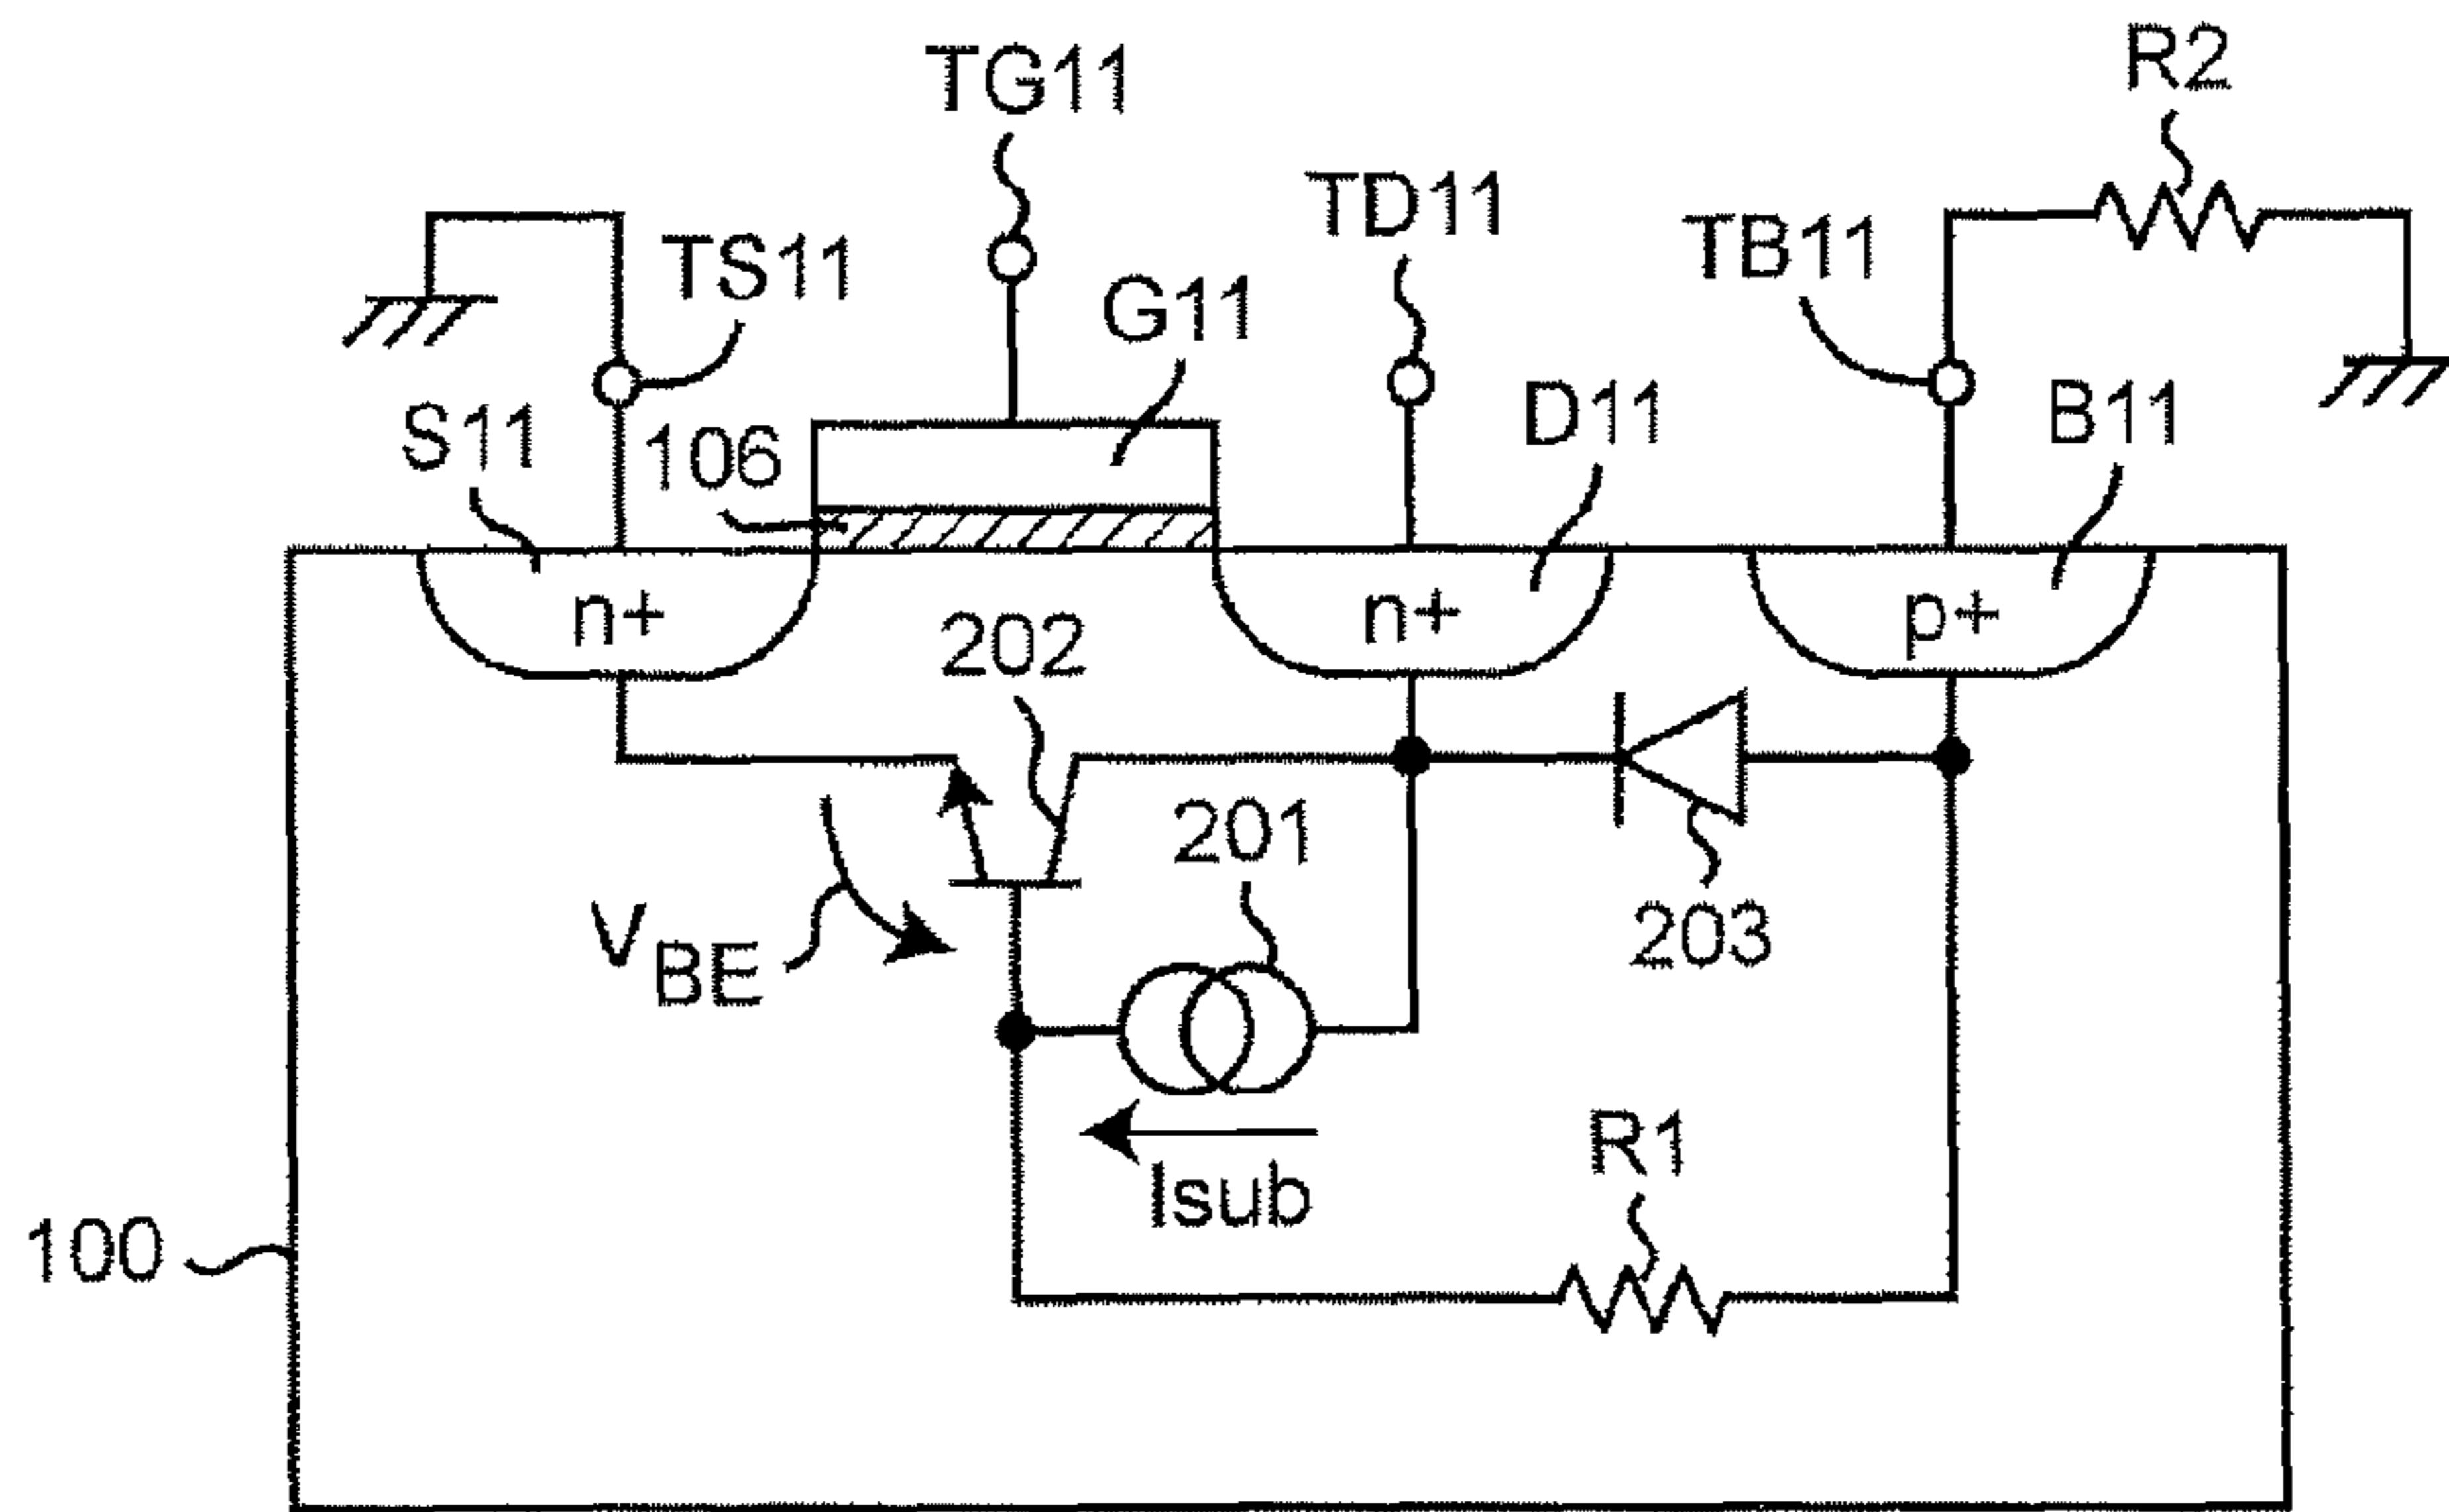 R2
TG11
TD11
TB11
TS11
G11
S11
106
D11
B11
n+
n+
p+
202
201
VBE
203
R1
Isub
100